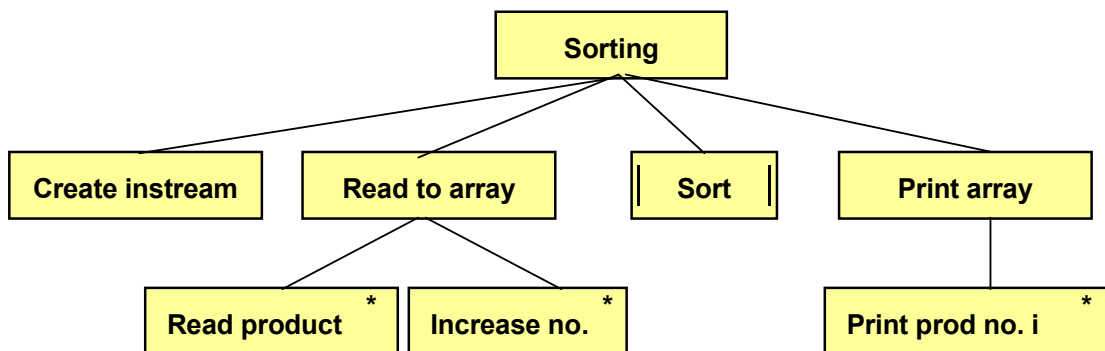 Sorting
Create instream
Read to array
Sort
Print array
Read product *
Increase no. *
Print prod no. i *